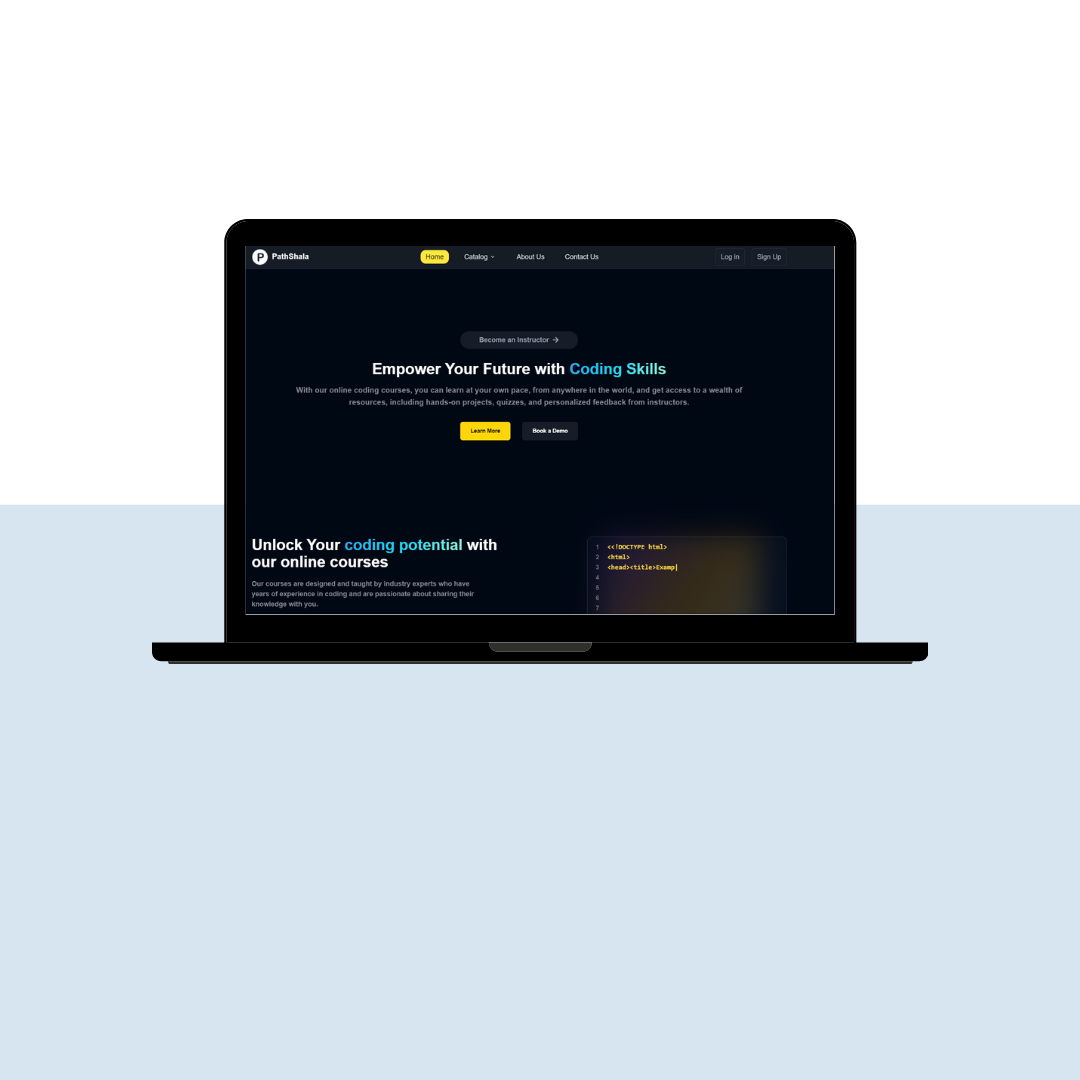 P PathShala
Home
Catalog
About Us
Contact Us
Log in
Sign Up
Become an Instructor →
Empower Your Future with Coding Skills
With our online coding courses, you can learn at your own pace, from anywhere in the world, and get access to a wealth of
resources, including hands-on projects, quizzes, and personalized feedback from instructors.
Learn More
Book a Demo
Unlock Your coding potential with
our online courses
Our courses are designed and taught by industry experts who have
years of experience in coding and are passionate about sharing their
knowledge with you.
1 <<!DOCTYPE html>
2 <html>
3 <head><title>Examp|
4
5
6
7